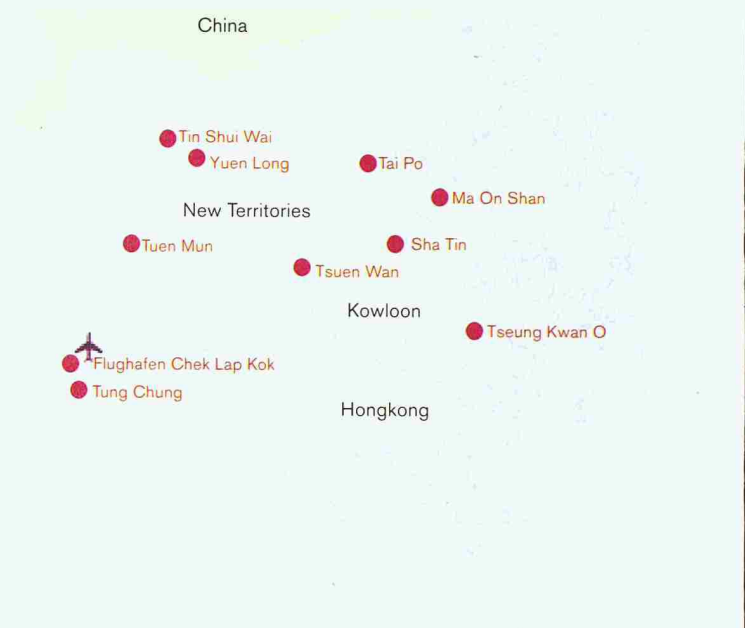 China
Tin Shui Wai
Yuen Long
Tai Po
Ma On Shan
New Territories
Tuen Mun
Sha Tin
Tsuen Wan
Kowloon
Tseung Kwan O
Flughafen Chek Lap Kok
Tung Chung
Hongkong